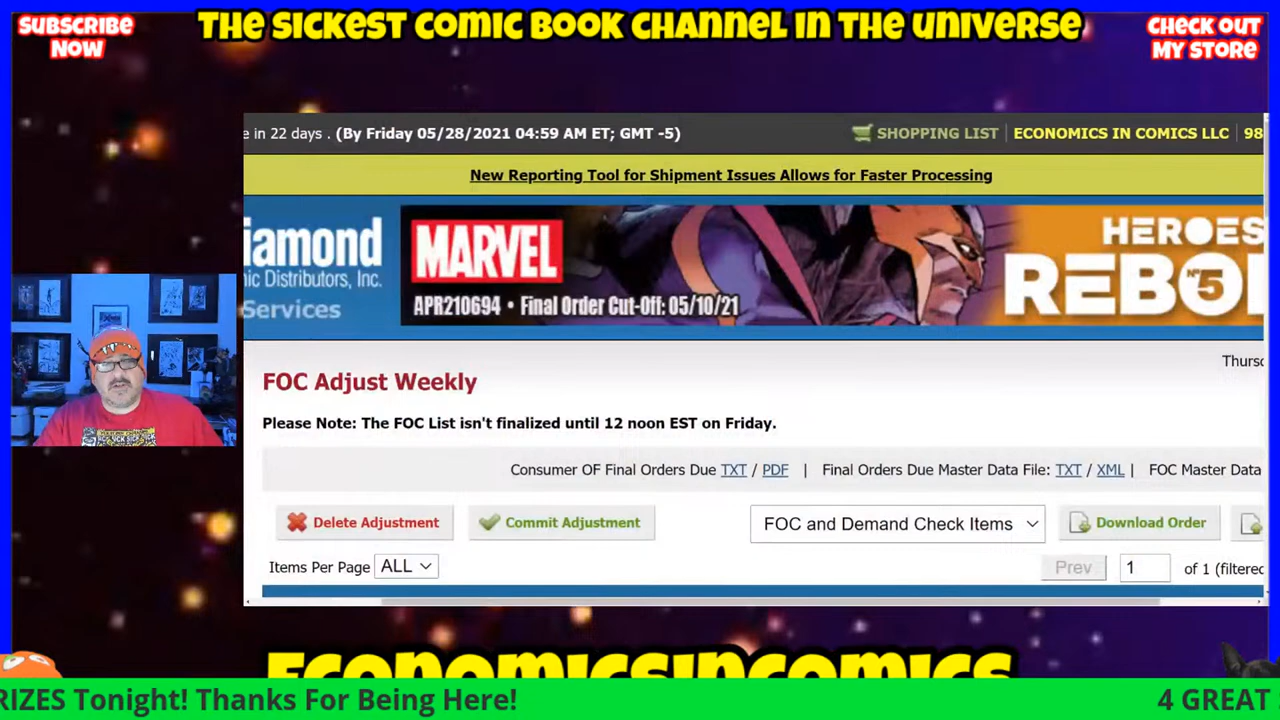 SUBSCRIBE NOW
THE SICKEST COMIC BOOK CHANNEL IN THE UNIVERSE
CHECK OUT MY STORE
e in 22 days . (By Friday 05/28/2021 04:59 AM ET; GMT -5)
SHOPPING LIST
ECONOMICS IN COMICS LLC
98
New Reporting Tool for Shipment Issues Allows for Faster Processing
iamond
ic Distributors, Inc.
Services
MARVEL
APR210694 • Final Order Cut-Off: 05/10/21
HEROES
REBO
Nº5
Thurs
FOC Adjust Weekly
Please Note: The FOC List isn't finalized until 12 noon EST on Friday.
Consumer OF Final Orders Due TXT / PDF | Final Orders Due Master Data File: TXT / XML | FOC Master Data
Delete Adjustment
Commit Adjustment
FOC and Demand Check Items
Download Order
Items Per Page ALL
Prev 1 of 1 (filtered
ECONOMICSINCOMICS
RIZES Tonight! Thanks For Being Here!
4 GREAT